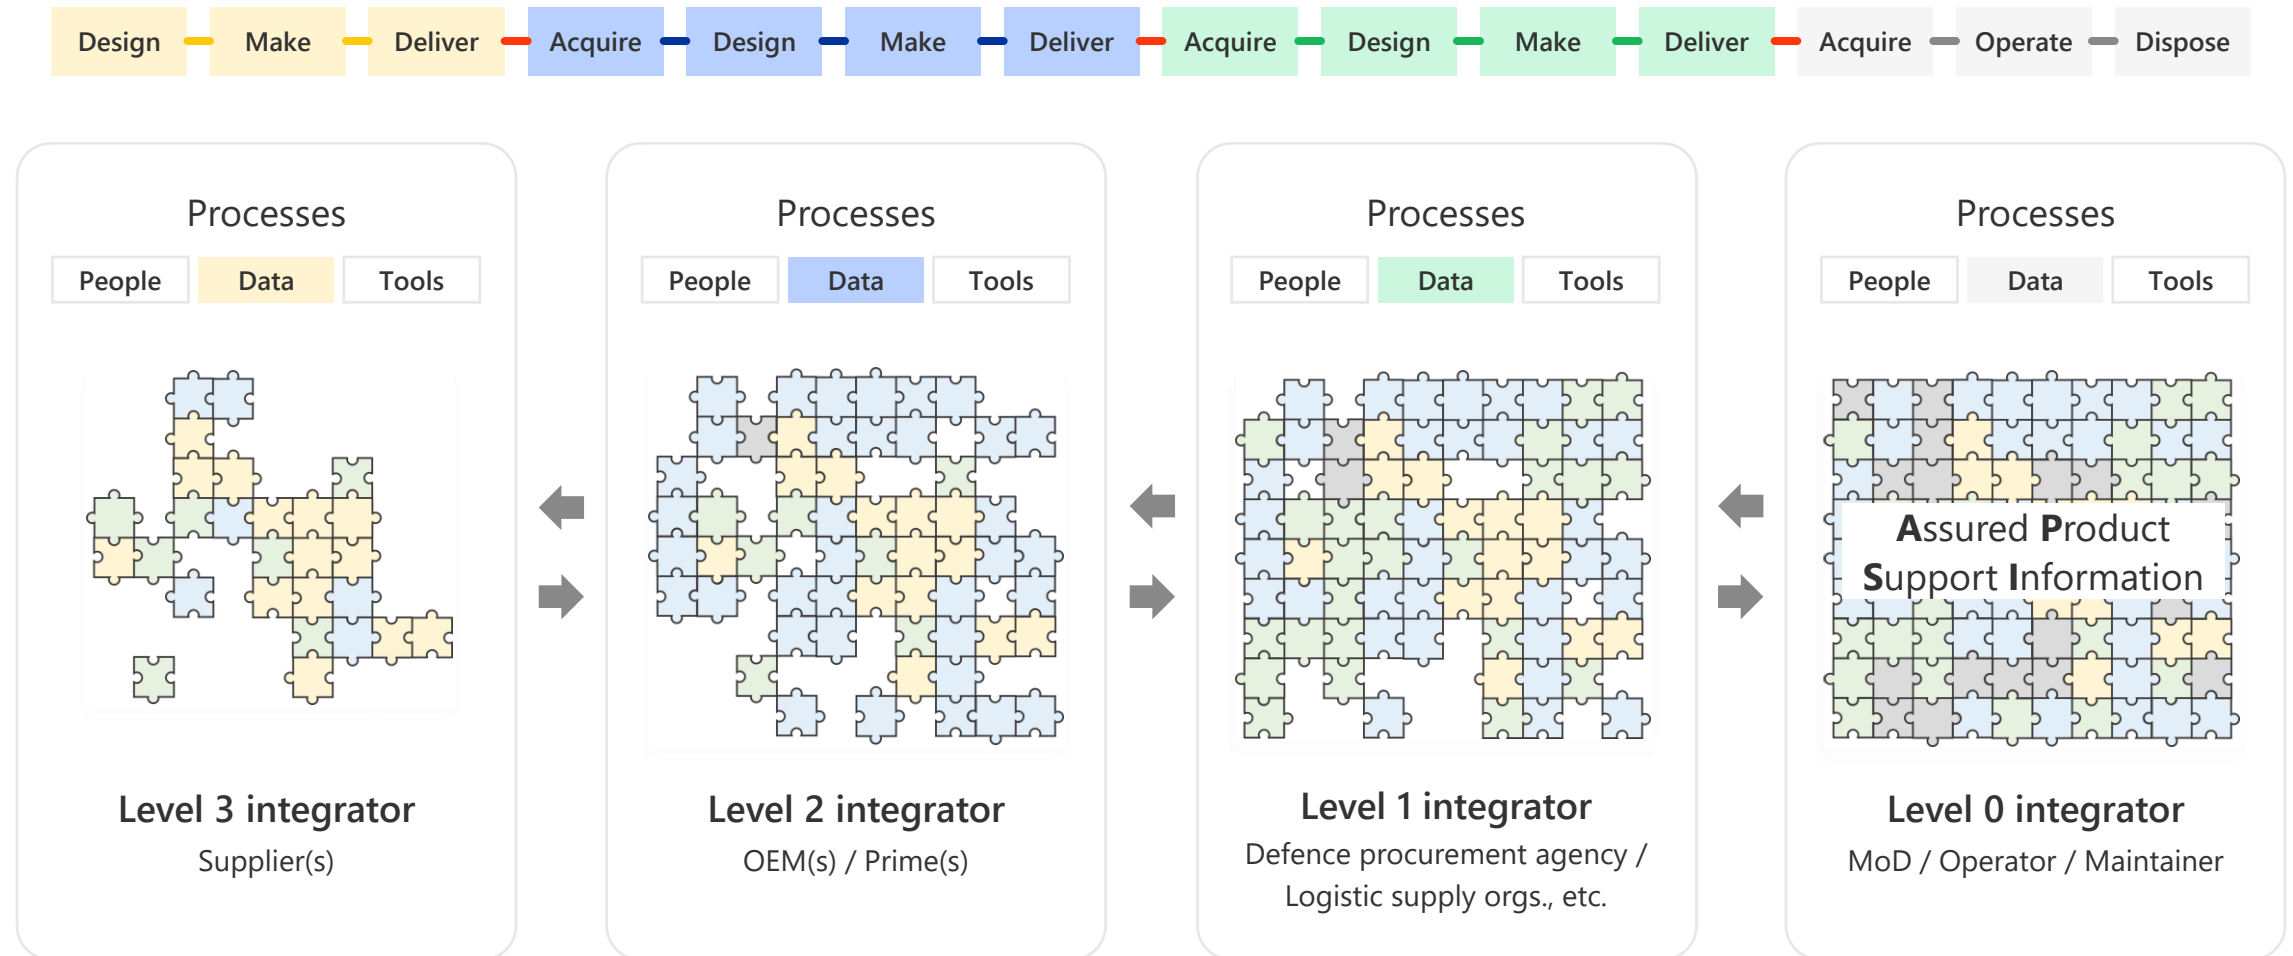 Design Make Deliver Acquire Design Make Deliver Acquire Design Make Deliver Acquire Operate Dispose
Processes
People Data Tools
Level 3 integrator
Supplier(s)
Processes
People Data Tools
Level 2 integrator
OEM(s) / Prime(s)
Processes
People Data Tools
Level 1 integrator
Defence procurement agency /
Logistic supply orgs., etc.
Processes
People Data Tools
Assured Product
Support Information
Level 0 integrator
MoD / Operator / Maintainer